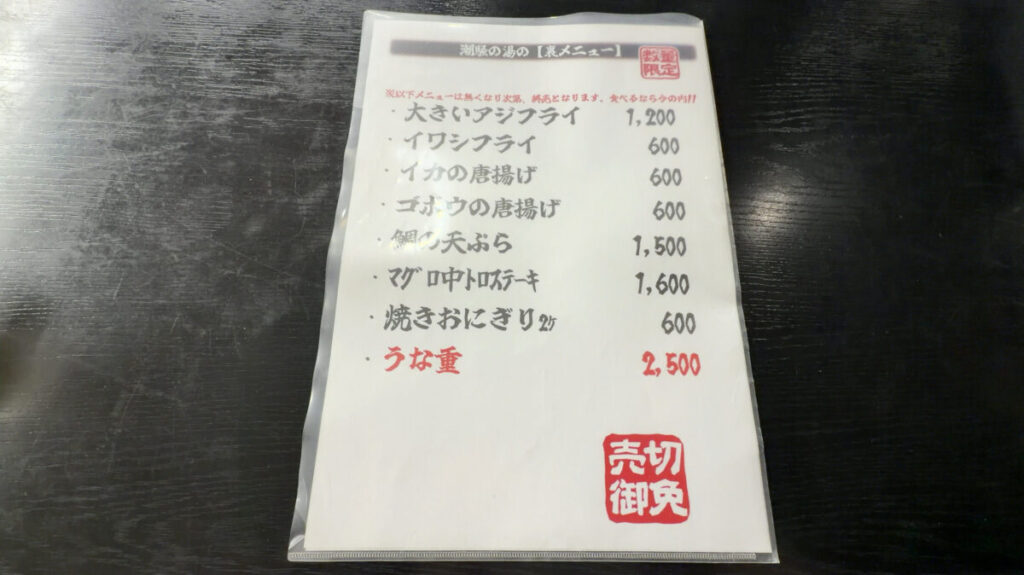 潮騒の湯の【裏メニュー】
数量
限定
※以下メニューは無くなり次第、終売となります。食べるなら今の内!!
・大きいアジフライ 1,200
・イワシフライ 600
・イカの唐揚げ 600
・ゴボウの唐揚げ 600
・鯛の天ぷら 1,500
・マグロ中トロステーキ 1,600
・焼きおにぎり2ケ 600
・うな重 2,500
売切
御免